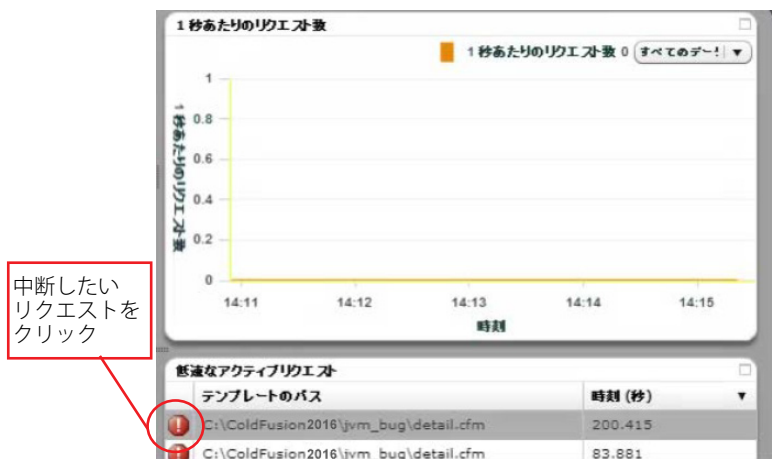 1 秒あたりのリクエスト数
1 秒あたりのリクエスト数 0
すべてのデー!
1
0.8
0.6
0.4
0.2
0
1 秒あたりのリクエスト数
14:11 14:12 14:13 14:14 14:15
時刻
中断したい
リクエストを
クリック
低速なアクティブリクエスト
テンプレートのパス 時刻 (秒)
C:\ColdFusion2016\jvm_bug\detail.cfm 200.415
C:\ColdFusion2016\jvm_bug\detail.cfm 83.881